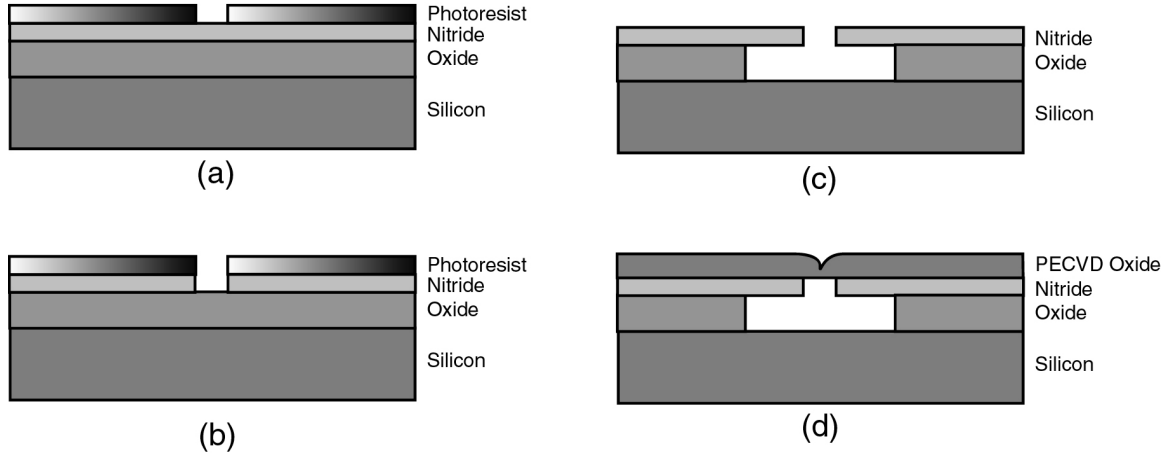 Photoresist
Nitride
Oxide
Silicon
(a)
Photoresist
Nitride
Oxide
Silicon
(b)
Nitride
Oxide
Silicon
(c)
PECVD Oxide
Nitride
Oxide
Silicon
(d)